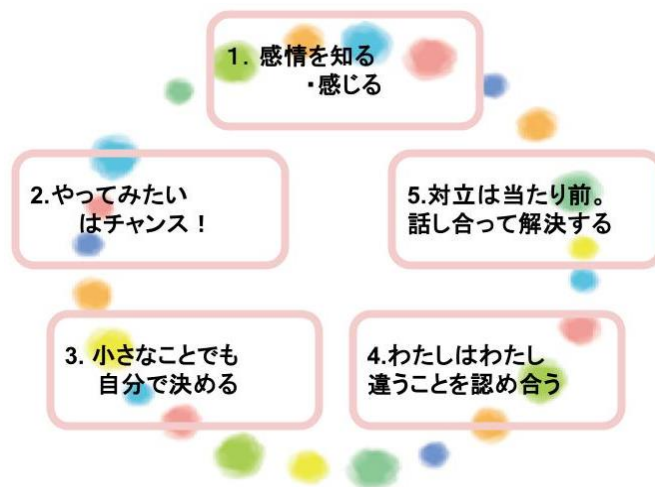 1. 感情を知る
・感じる
2.やってみたい
はチャンス！
3. 小さなことでも
自分で決める
4.わたしはわたし
違うことを認め合う
5.対立は当たり前。
話し合って解決する